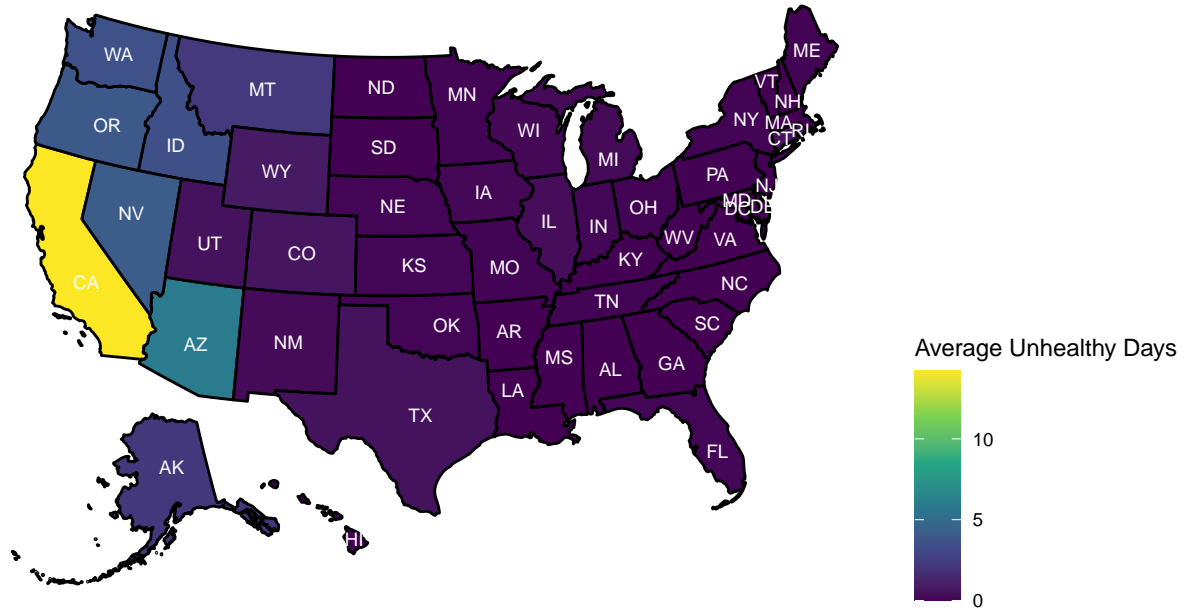 WA
MT
ND
MN
ME
VT
NH
OR
ID
SD
WI
NY
MA
RI
CT
MI
WY
PA
IA
NE
NJ
MD
DC
DE
NV
UT
CO
KS
MO
IL
IN
OH
WV
VA
KY
CA
NC
TN
AZ
NM
OK
AR
SC
MS
AL
GA
LA
TX
FL
AK
HI
Average Unhealthy Days
10
5
0